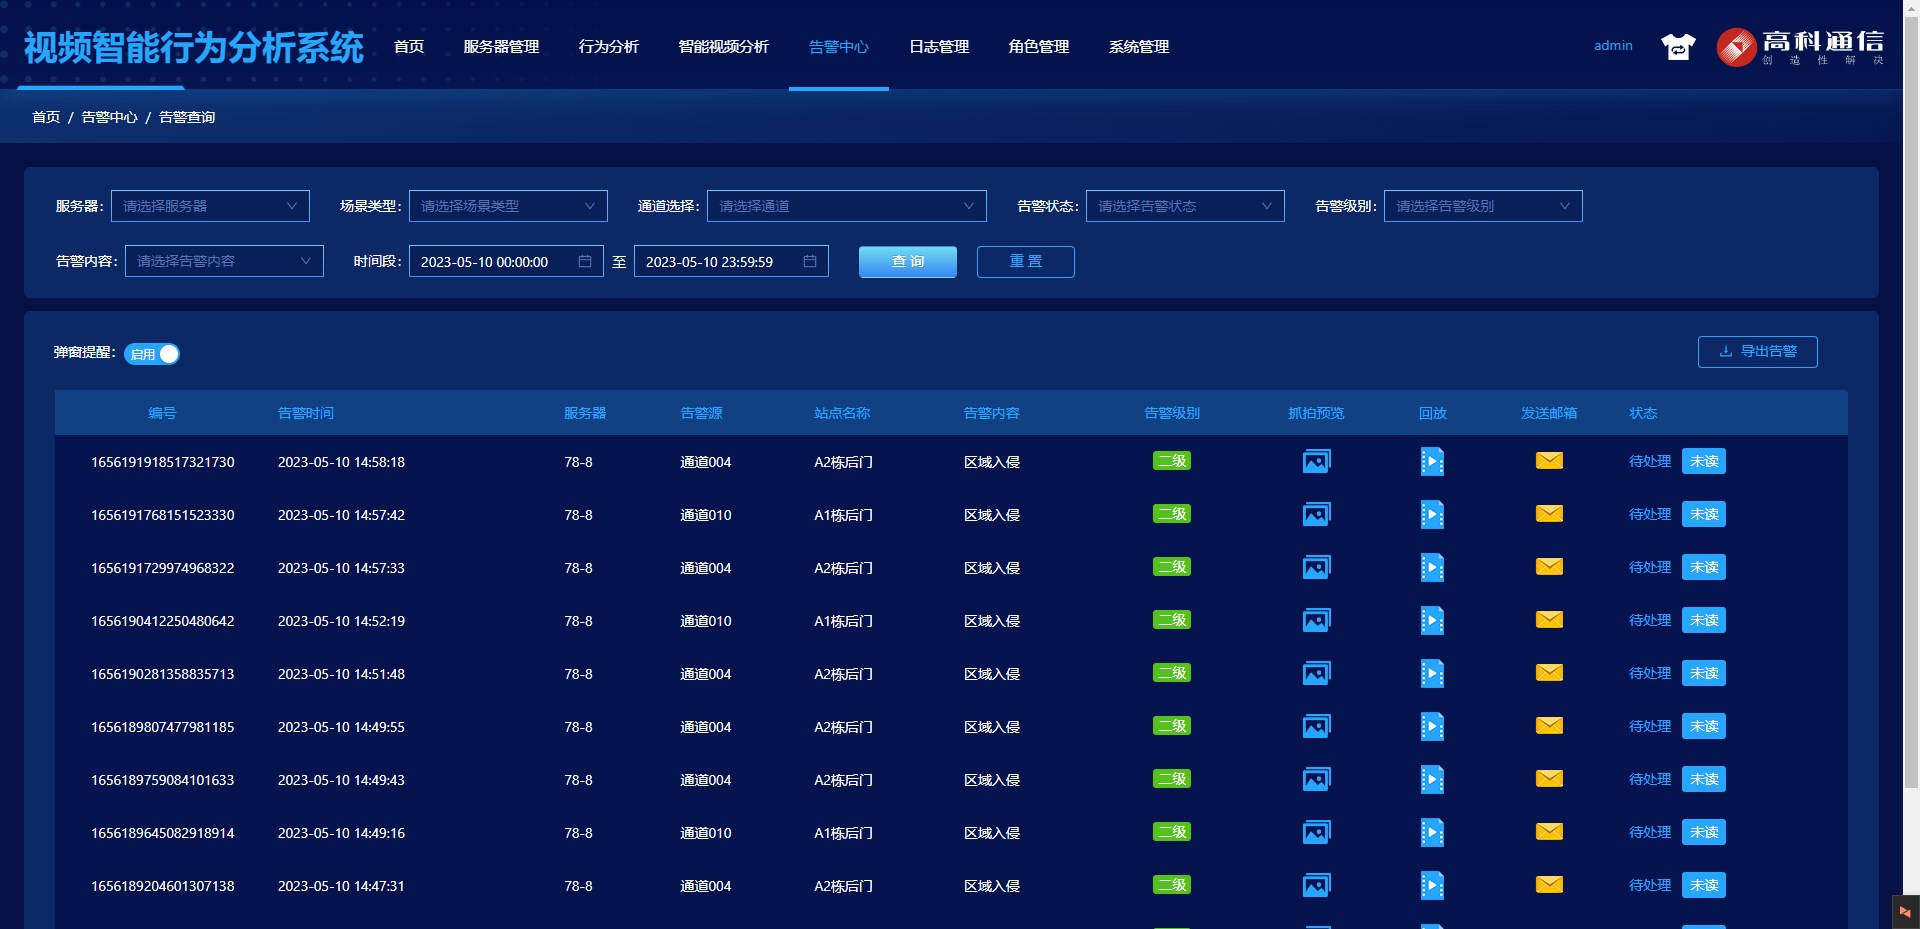 视频智能行为分析系统 首页 服务器管理 行为分析 智能视频分析 告警中心 日志管理 角色管理 系统管理 admin 高科通信
创造性解决
首页 / 告警中心 / 告警查询
服务器: 请选择服务器 场景类型: 请选择场景类型 通道选择: 请选择通道 告警状态: 请选择告警状态 告警级别: 请选择告警级别
告警内容: 请选择告警内容 时间段: 2023-05-10 00:00:00 至 2023-05-10 23:59:59 查 询 重 置
弹窗提醒: 启用 导出告警
编号 告警时间 服务器 告警源 站点名称 告警内容 告警级别 抓拍预览 回放 发送邮箱 状态
1656191918517321730 2023-05-10 14:58:18 78-8 通道004 A2栋后门 区域入侵 二级 待处理 未读
1656191768151523330 2023-05-10 14:57:42 78-8 通道010 A1栋后门 区域入侵 二级 待处理 未读
1656191729974968322 2023-05-10 14:57:33 78-8 通道004 A2栋后门 区域入侵 二级 待处理 未读
1656190412250480642 2023-05-10 14:52:19 78-8 通道010 A1栋后门 区域入侵 二级 待处理 未读
1656190281358835713 2023-05-10 14:51:48 78-8 通道004 A2栋后门 区域入侵 二级 待处理 未读
1656189807477981185 2023-05-10 14:49:55 78-8 通道004 A2栋后门 区域入侵 二级 待处理 未读
1656189759084101633 2023-05-10 14:49:43 78-8 通道004 A2栋后门 区域入侵 二级 待处理 未读
1656189645082918914 2023-05-10 14:49:16 78-8 通道010 A1栋后门 区域入侵 二级 待处理 未读
1656189204601307138 2023-05-10 14:47:31 78-8 通道004 A2栋后门 区域入侵 二级 待处理 未读